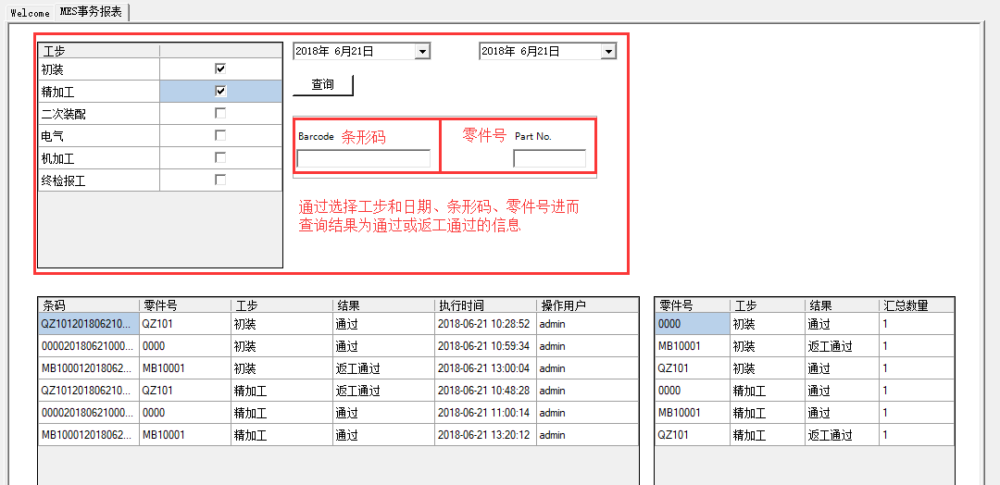 Welcome MES事务报表
工步
初装
精加工
二次装配
电气
机加工
终检报工
2018年 6月21日 2018年 6月21日
查询
Barcode 条形码 零件号 Part No.
通过选择工步和日期、条形码、零件号进而
查询结果为通过或返工通过的信息
条码 零件号 工步 结果 执行时间 操作用户
QZ101201806210... QZ101 初装 通过 2018-06-21 10:28:52 admin
000020180621000... 0000 初装 通过 2018-06-21 10:59:34 admin
MB100012018062... MB10001 初装 返工通过 2018-06-21 13:00:04 admin
QZ101201806210... QZ101 精加工 返工通过 2018-06-21 10:48:28 admin
000020180621000... 0000 精加工 通过 2018-06-21 11:00:14 admin
MB100012018062... MB10001 精加工 通过 2018-06-21 13:20:12 admin
零件号 工步 结果 汇总数量
0000 初装 通过 1
MB10001 初装 返工通过 1
QZ101 初装 通过 1
0000 精加工 通过 1
MB10001 精加工 通过 1
QZ101 精加工 返工通过 1